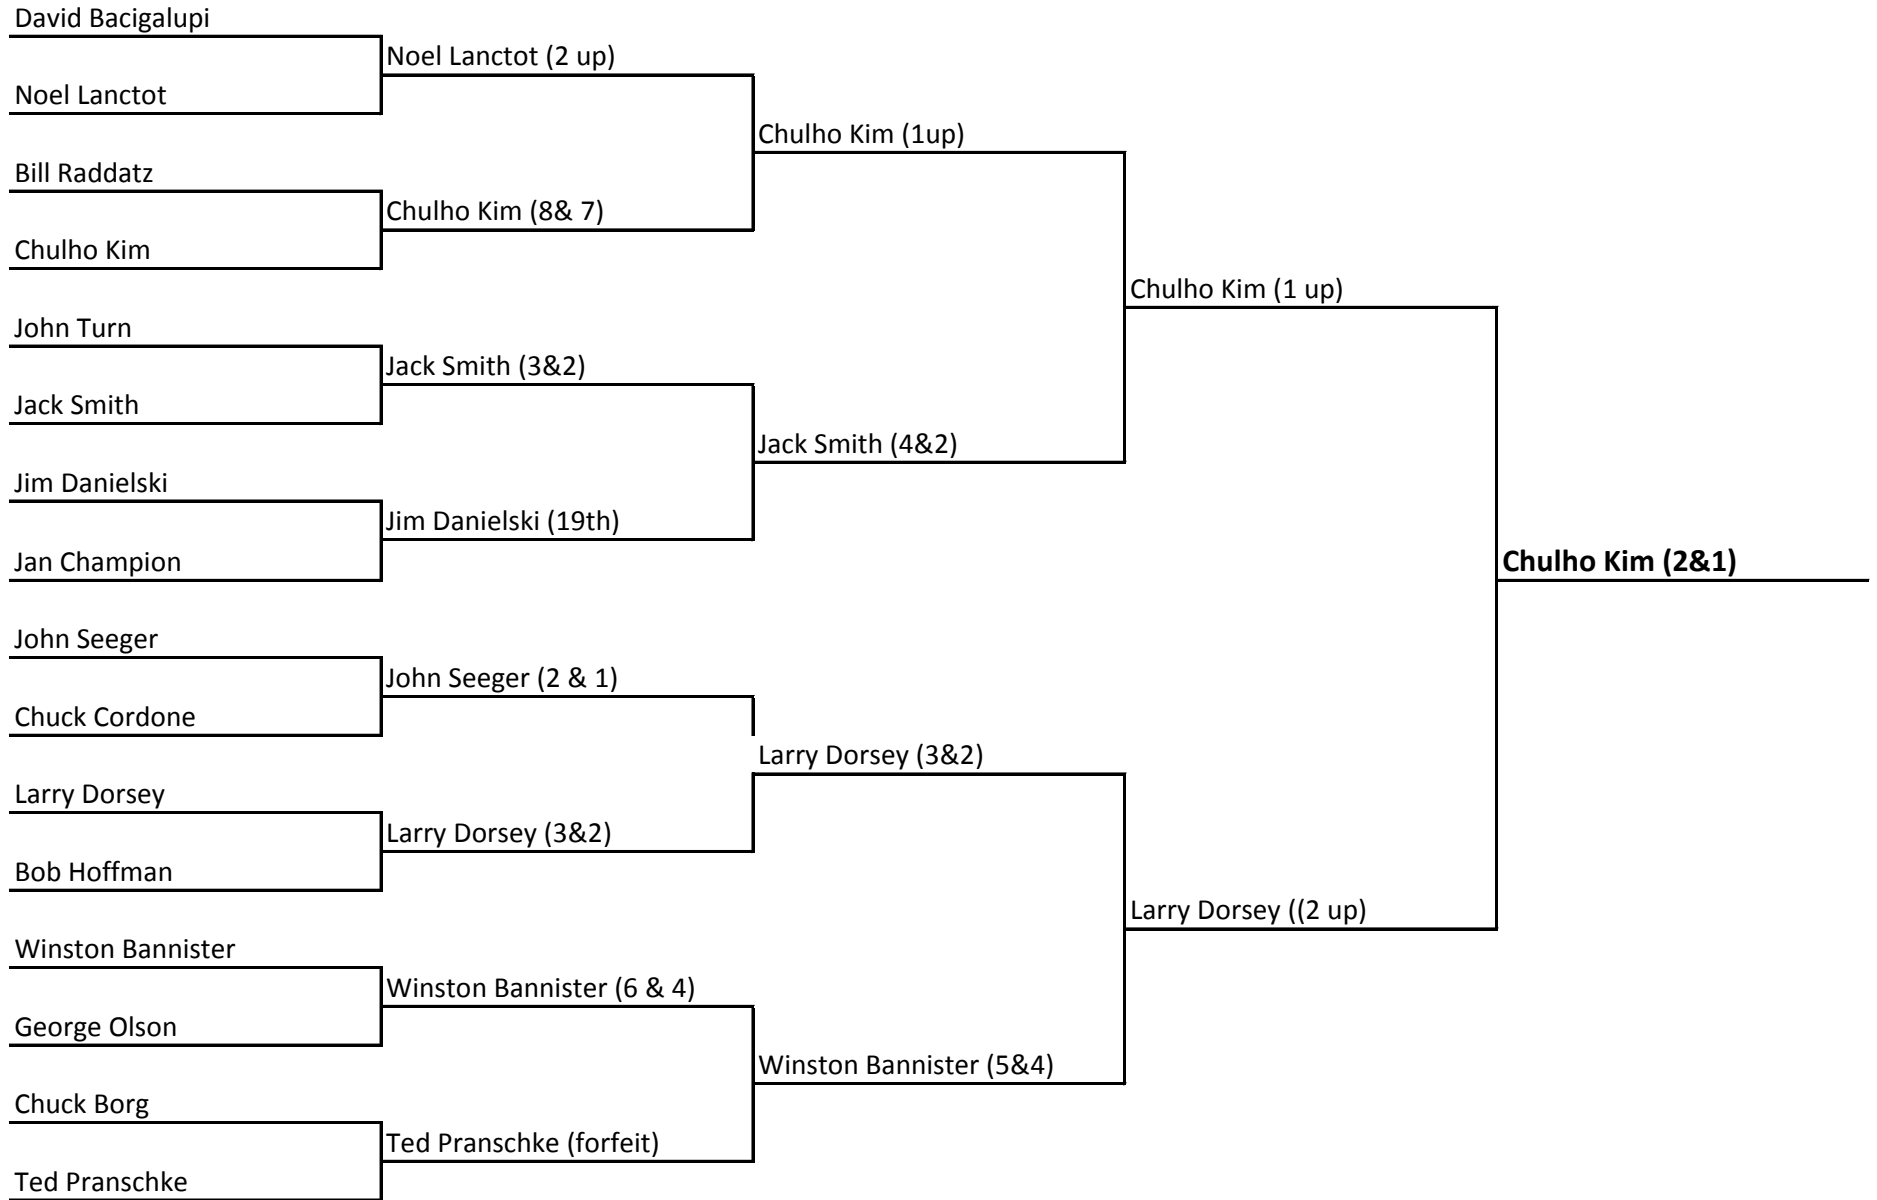 David Bacigalupi
Noel Lanctot (2 up)
Noel Lanctot
Chulho Kim (1up)
Bill Raddatz
Chulho Kim (8& 7)
Chulho Kim
Chulho Kim (1 up)
John Turn
Jack Smith (3&2)
Jack Smith
Jack Smith (4&2)
Jim Danielski
Jim Danielski (19th)
Jan Champion
Chulho Kim (2&1)
John Seeger
John Seeger (2 & 1)
Chuck Cordone
Larry Dorsey (3&2)
Larry Dorsey
Larry Dorsey (3&2)
Bob Hoffman
Larry Dorsey ((2 up)
Winston Bannister
Winston Bannister (6 & 4)
George Olson
Winston Bannister (5&4)
Chuck Borg
Ted Pranschke (forfeit)
Ted Pranschke